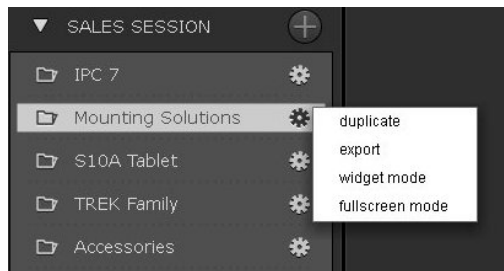 SALES SESSION
IPC 7
Mounting Solutions
S10A Tablet
TREK Family
Accessories
duplicate
export
widget mode
fullscreen mode